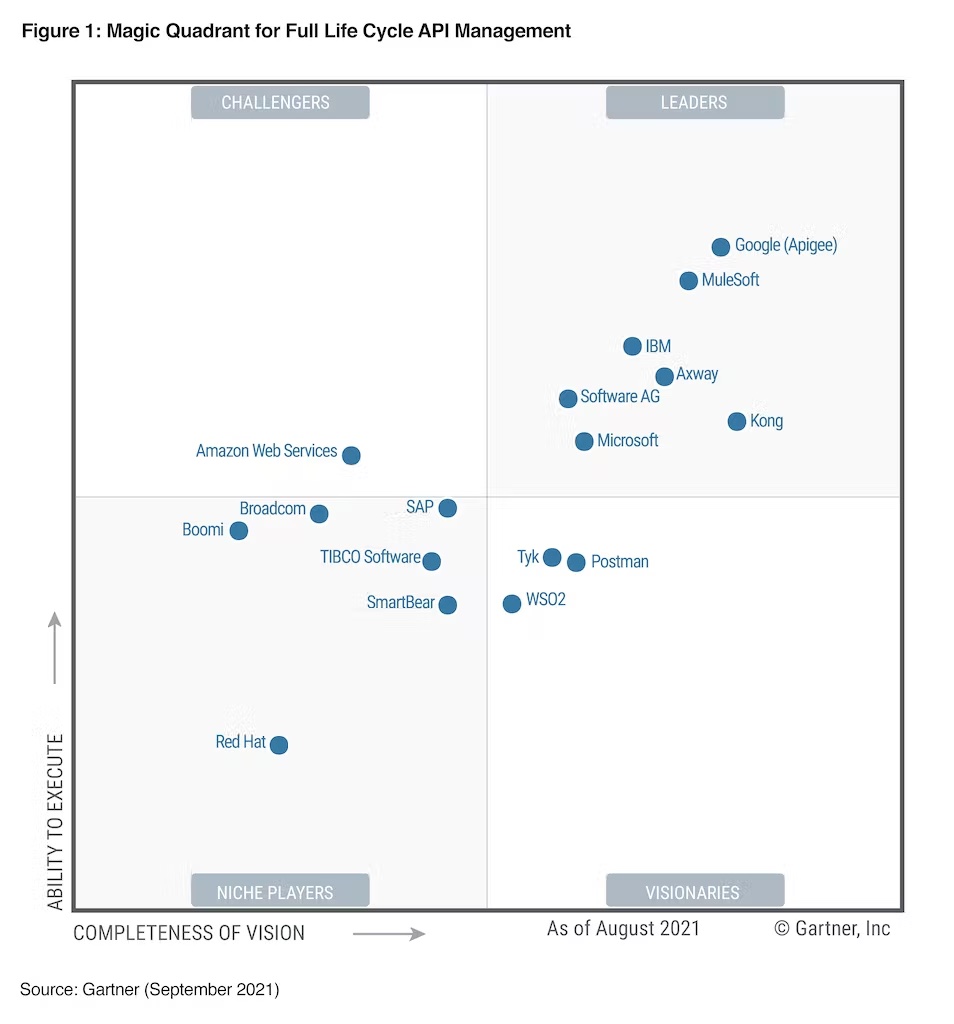 Figure 1: Magic Quadrant for Full Life Cycle API Management
CHALLENGERS
LEADERS
Google (Apigee)
MuleSoft
IBM
Axway
Software AG
Kong
Microsoft
Amazon Web Services
SAP
Broadcom
Boomi
TIBCO Software
Tyk
Postman
SmartBear
WSO2
Red Hat
ABILITY TO EXECUTE
NICHE PLAYERS
VISIONARIES
COMPLETENESS OF VISION
As of August 2021
© Gartner, Inc
Source: Gartner (September 2021)